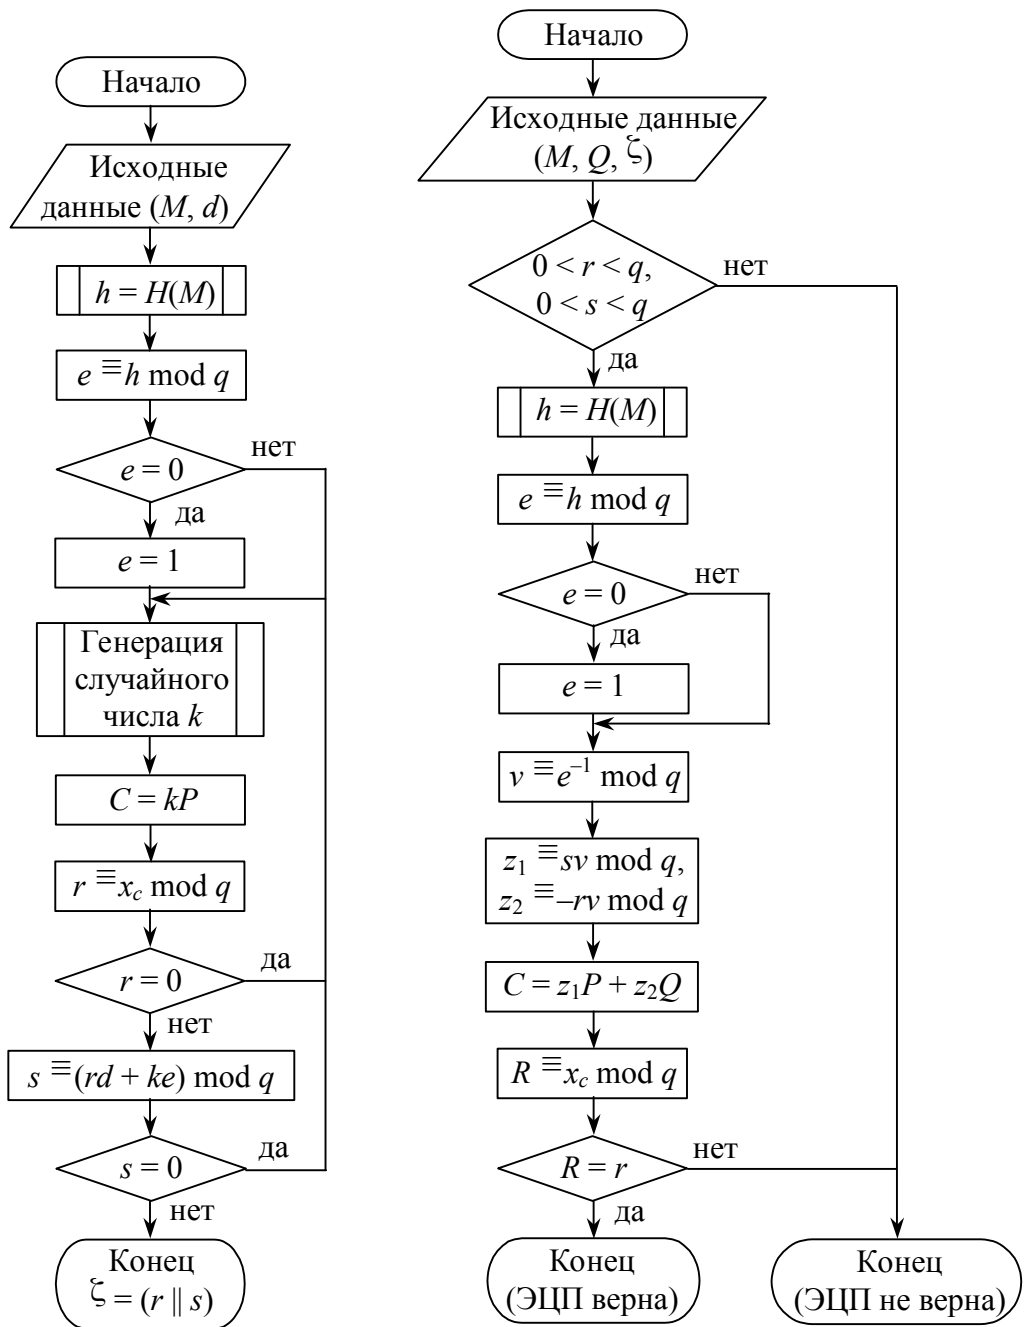 Начало
Исходные
данные (M, d)
h = H(M)
e ≡ h mod q
e = 0
нет
да
e = 1
Генерация
случайного
числа k
C = kP
r ≡ x_c mod q
r = 0
да
нет
s ≡ (rd + ke) mod q
s = 0
да
нет
Конец
ζ = (r || s)
Начало
Исходные данные
(M, Q, ζ)
0 < r < q,
0 < s < q
нет
да
h = H(M)
e ≡ h mod q
e = 0
нет
да
e = 1
v ≡ e⁻¹ mod q
z₁ ≡ sv mod q,
z₂ ≡ –rv mod q
C = z₁P + z₂Q
R ≡ x_c mod q
R = r
нет
да
Конец
(ЭЦП верна)
Конец
(ЭЦП не верна)